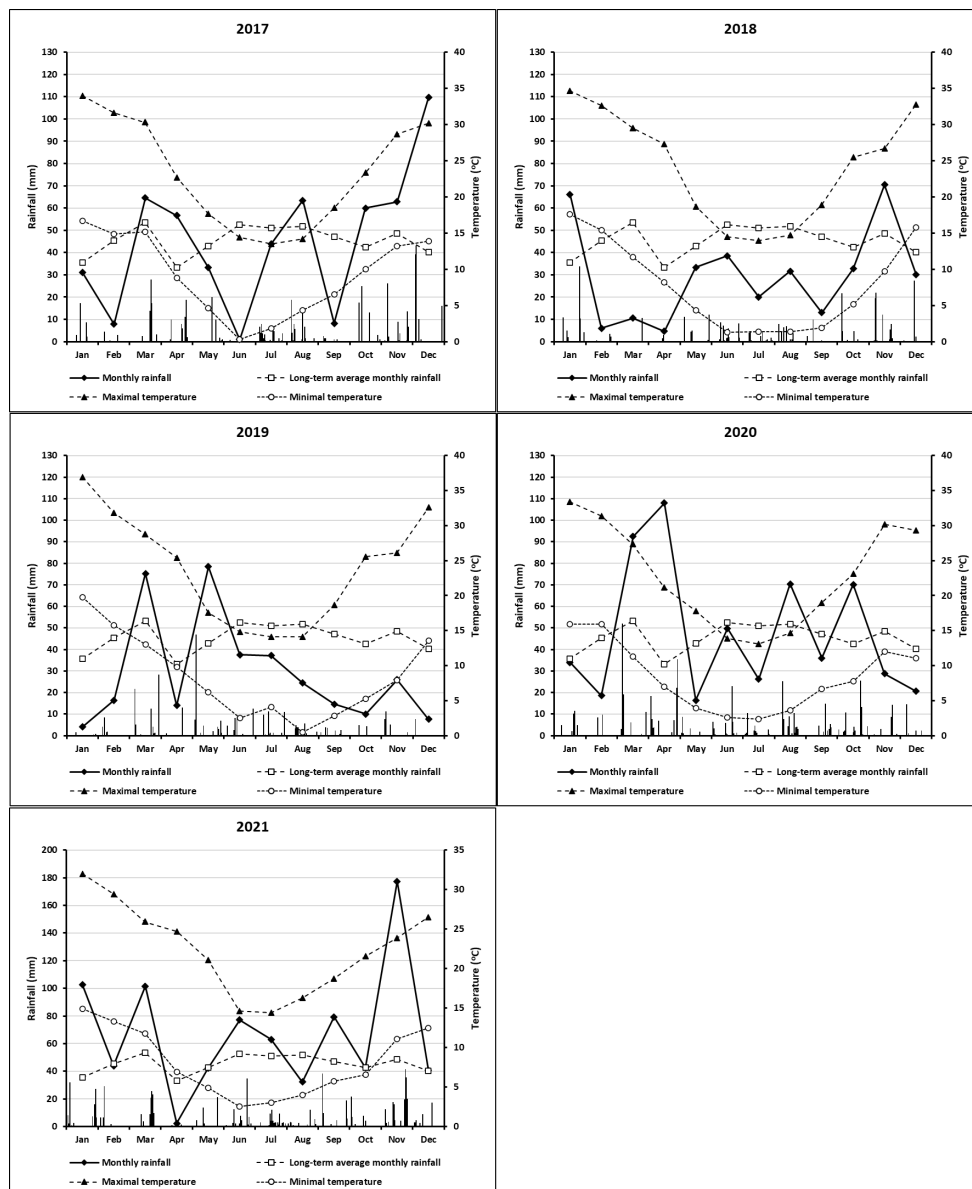 2017
130 40
120 35
110
100 30
90
80 25
70 20
60
50 15
40
30 10
20 5
10
0 0
Rainfall (mm)
Temperature (ºC)
Jan Feb Mar Apr May Jun Jul Aug Sep Oct Nov Dec
Monthly rainfall Long-term average monthly rainfall
Maximal temperature Minimal temperature
2018
130 40
120 35
110
100 30
90
80 25
70 20
60
50 15
40
30 10
20 5
10
0 0
Rainfall (mm)
Temperature (ºC)
Jan Feb Mar Apr May Jun Jul Aug Sep Oct Nov Dec
Monthly rainfall Long-term average monthly rainfall
Maximal temperature Minimal temperature
2019
130 40
120 35
110
100 30
90
80 25
70 20
60
50 15
40
30 10
20 5
10
0 0
Rainfall (mm)
Temperature (ºC)
Jan Feb Mar Apr May Jun Jul Aug Sep Oct Nov Dec
Monthly rainfall Long-term average monthly rainfall
Maximal temperature Minimal temperature
2020
130 40
120 35
110
100 30
90
80 25
70 20
60
50 15
40
30 10
20 5
10
0 0
Rainfall (mm)
Temperature (ºC)
Jan Feb Mar Apr May Jun Jul Aug Sep Oct Nov Dec
Monthly rainfall Long-term average monthly rainfall
Maximal temperature Minimal temperature
2021
200 35
180 30
160
140 25
120 20
100
80 15
60 10
40
20 5
0 0
Rainfall (mm)
Temperature (ºC)
Jan Feb Mar Apr May Jun Jul Aug Sep Oct Nov Dec
Monthly rainfall Long-term average monthly rainfall
Maximal temperature Minimal temperature